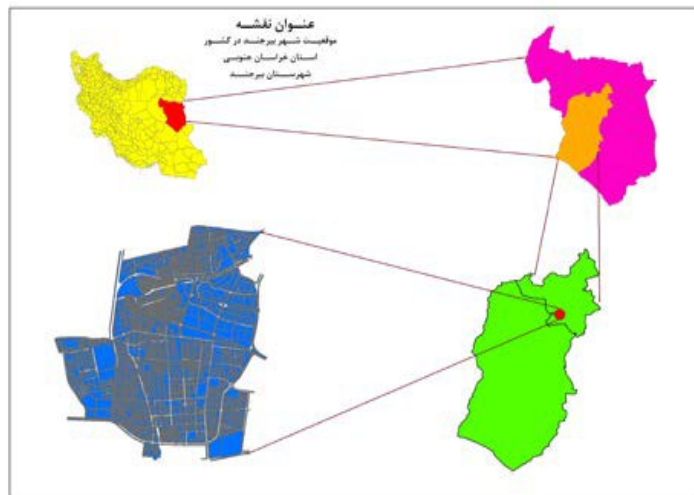 عنوان نقشه
موقعیت شهر بیرجند در کشور
استان خراسان جنوبی
شهرستان بیرجند